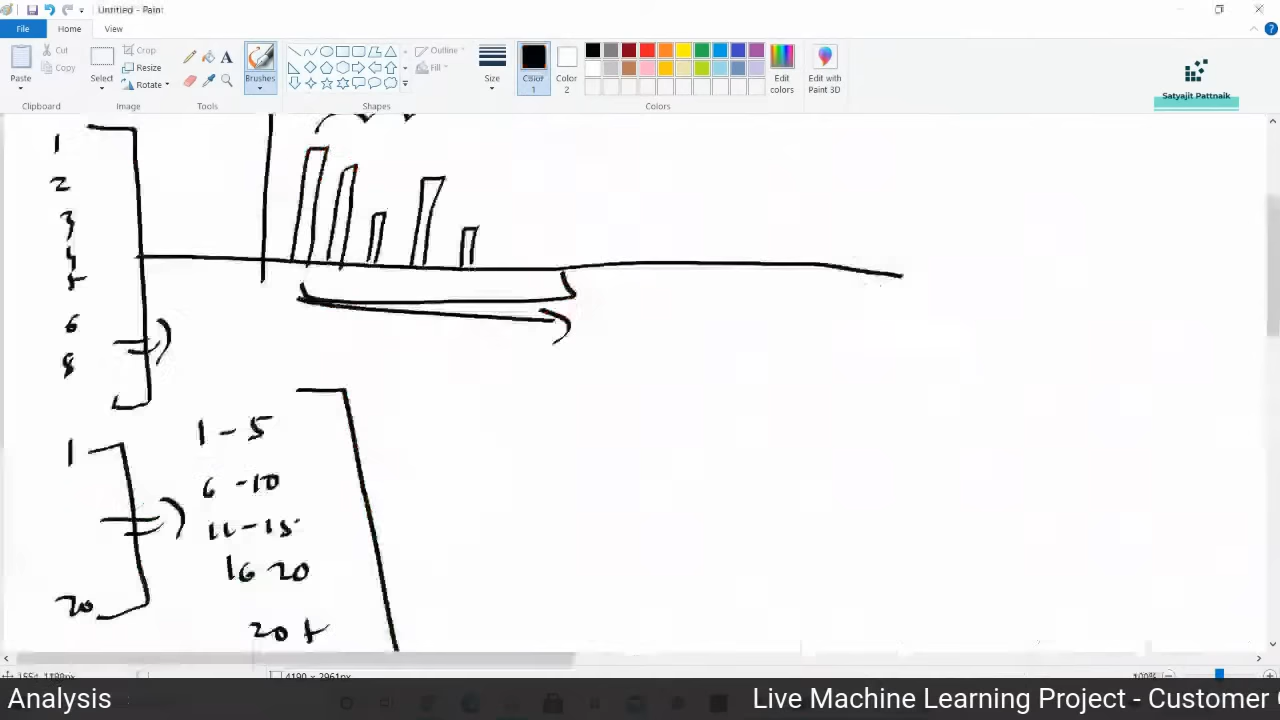 Untitled - Paint
File
Home
View
Paste
Cut
Copy
Clipboard
Select
Crop
Resize
Rotate
Image
Tools
Brushes
Shapes
Outline
Fill
Size
Color 1
Color 2
Colors
Edit colors
Edit with Paint 3D
Satyajit Pattnaik
1
2
3
4
5
6
8
1
20
1 - 5
6 - 10
11 - 15
16 20
20 +
4190 × 2961px
100%
Analysis
Live Machine Learning Project - Customer